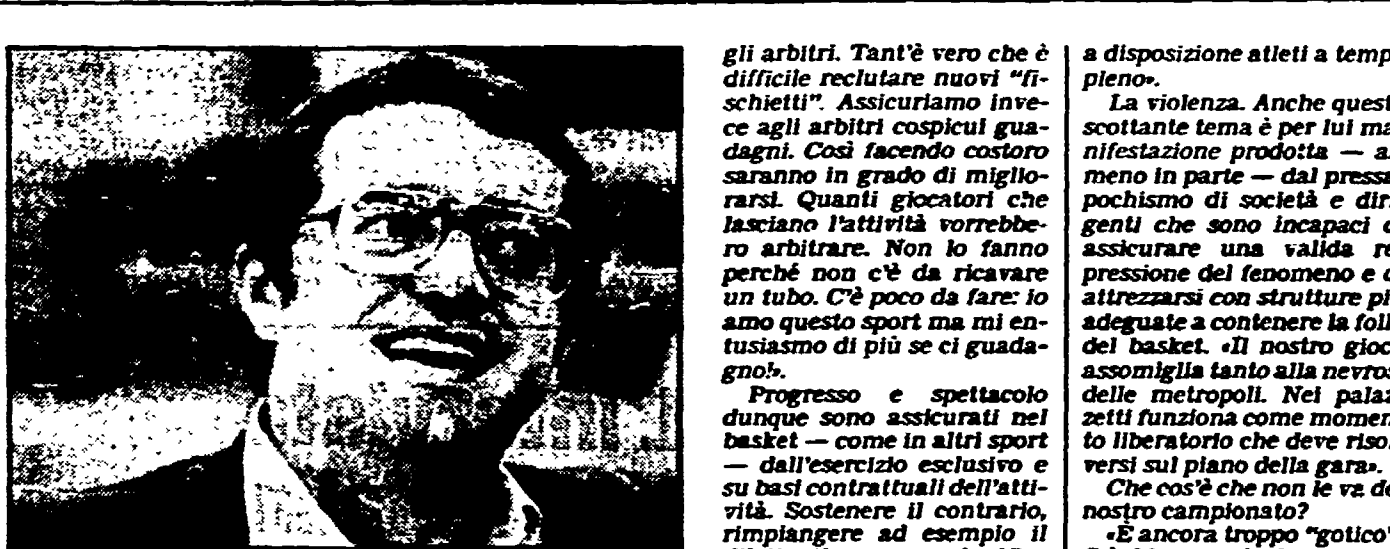 gli arbitri. Tant'è vero che è
difficile reclutare nuovi "fi-
schietti". Assicuriamo inve-
ce agli arbitri cospicui gua-
dagni. Così facendo costoro
saranno in grado di miglio-
rarsi. Quanti giocatori che
lasciano l'attività vorrebbe-
ro arbitrare. Non lo fanno
perché non c'è da ricavare
un tubo. C'è poco da fare: io
amo questo sport ma mi en-
tusiasmo di più se ci guada-
gno!».
Progresso e spettacolo
dunque sono assicurati nel
basket — come in altri sport
— dall'esercizio esclusivo e
su basi contrattuali dell'atti-
vità. Sostenere il contrario,
rimpiangere ad esempio il
a disposizione atleti a temp
pieno».
La violenza. Anche quest
scottante tema è per lui ma
nifestazione prodotta — a
meno in parte — dal pressa
pochismo di società e diri
genti che sono incapaci d
assicurare una valida re
pressione del fenomeno e d
attrezzarsi con strutture pi
adeguate a contenere la foll
del basket. «Il nostro gioc
assomiglia tanto alla nevros
delle metropoli. Nei palaz
zetti funziona come momen
to liberatorio che deve risol
versi sul piano della gara».
Che cos'è che non le va de
nostro campionato?
«È ancora troppo "gotico"